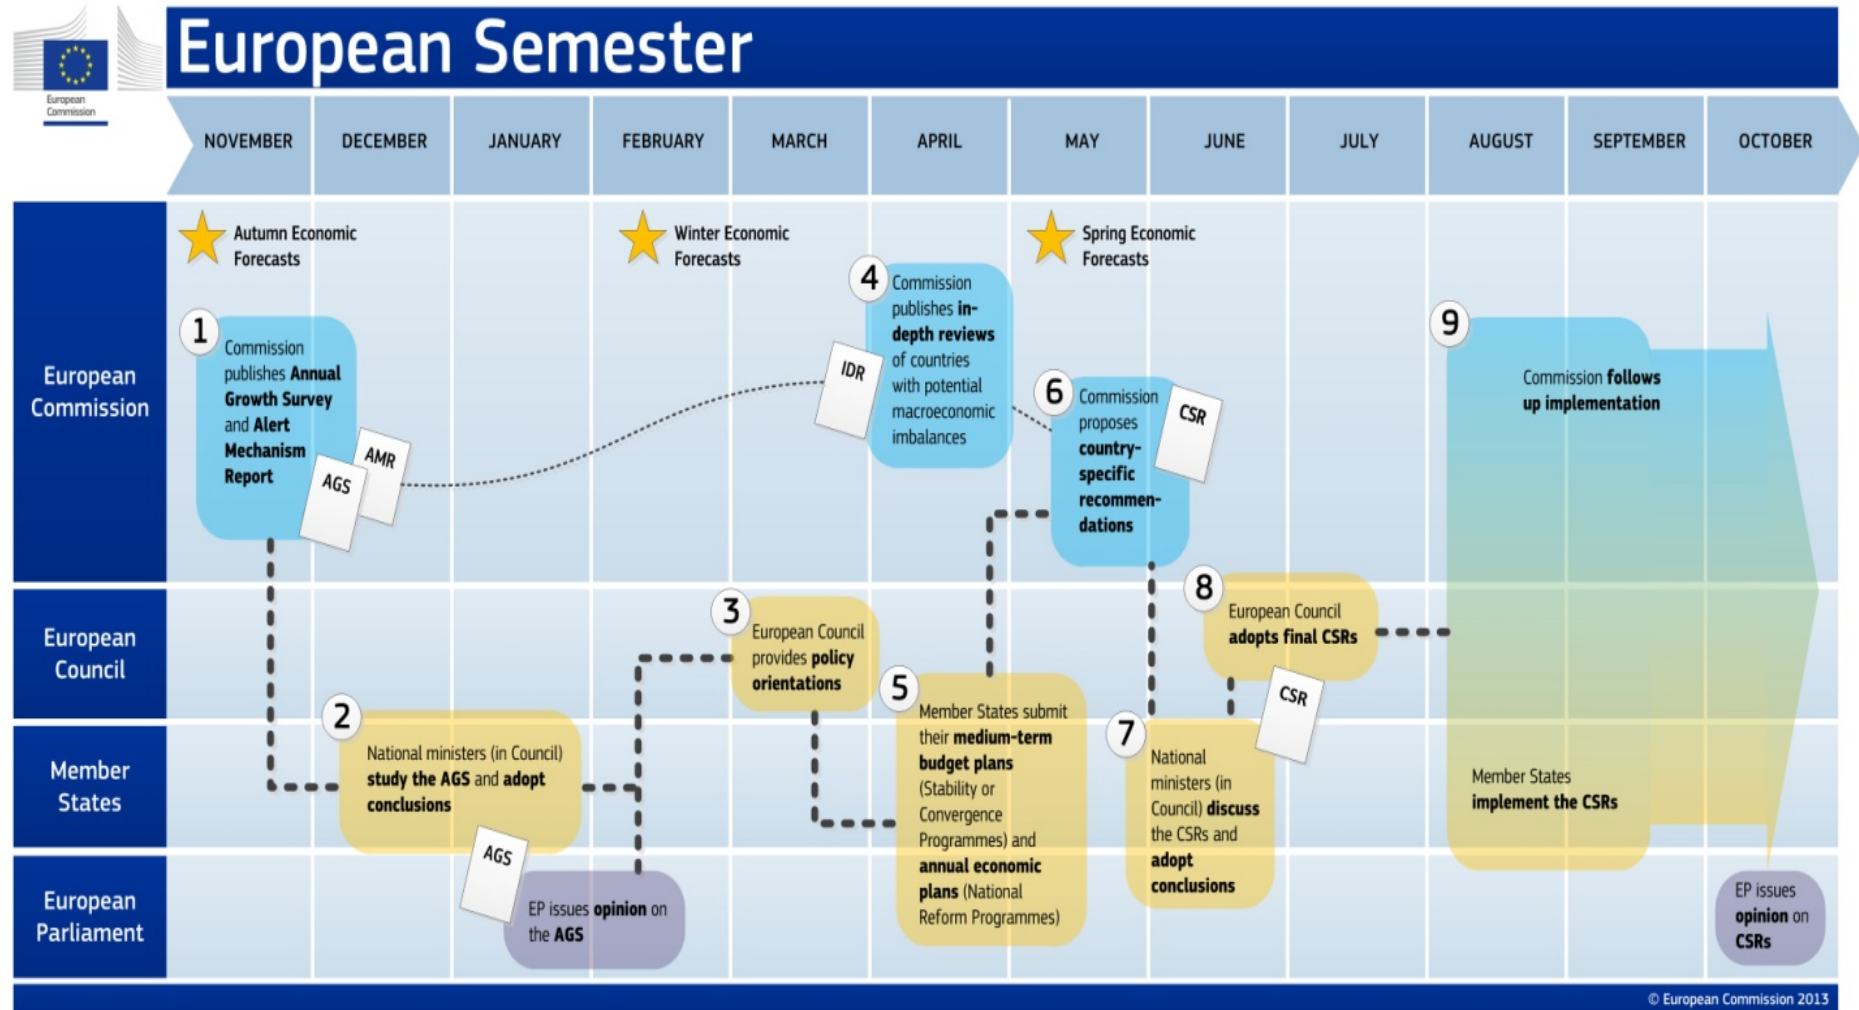 European Semester
European
Commission
NOVEMBER
DECEMBER
JANUARY
FEBRUARY
MARCH
APRIL
MAY
JUNE
JULY
AUGUST
SEPTEMBER
OCTOBER
European
Commission
Autumn Economic
Forecasts
Winter Economic
Forecasts
Spring Economic
Forecasts
1
Commission
publishes Annual
Growth Survey
and Alert
Mechanism
Report
AGS
AMR
IDR
4
Commission
publishes in-
depth reviews
of countries
with potential
macroeconomic
imbalances
6
Commission
proposes
country-
specific
recommen-
dations
CSR
9
Commission follows
up implementation
European
Council
3
European Council
provides policy
orientations
8
European Council
adopts final CSRs
CSR
Member
States
2
National ministers (in Council)
study the AGS and adopt
conclusions
AGS
5
Member States submit
their medium-term
budget plans
(Stability or
Convergence
Programmes) and
annual economic
plans (National
Reform Programmes)
7
National
ministers (in
Council) discuss
the CSRs and
adopt
conclusions
Member States
implement the CSRs
European
Parliament
EP issues opinion on
the AGS
EP issues
opinion on
CSRs
© European Commission 2013